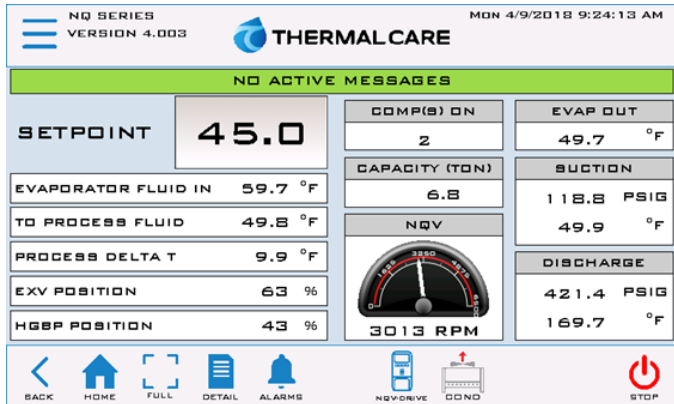 NQ SERIES
VERSION 4.003
THERMALCARE
MON 4/9/2018 9:24:13 AM
NO ACTIVE MESSAGES
SETPOINT 45.0
EVAPORATOR FLUID IN 59.7 °F
TO PROCESS FLUID 49.8 °F
PROCESS DELTA T 9.9 °F
EXV POSITION 63 %
HGBP POSITION 43 %
COMP(S) ON
2
CAPACITY (TON)
6.8
NQV
0 1625 3250 4875 6500
3013 RPM
EVAP OUT
49.7 °F
SUCTION
118.8 PSIG
49.9 °F
DISCHARGE
421.4 PSIG
169.7 °F
BACK HOME FULL DETAIL ALARMS NQV-DRIVE COND STOP